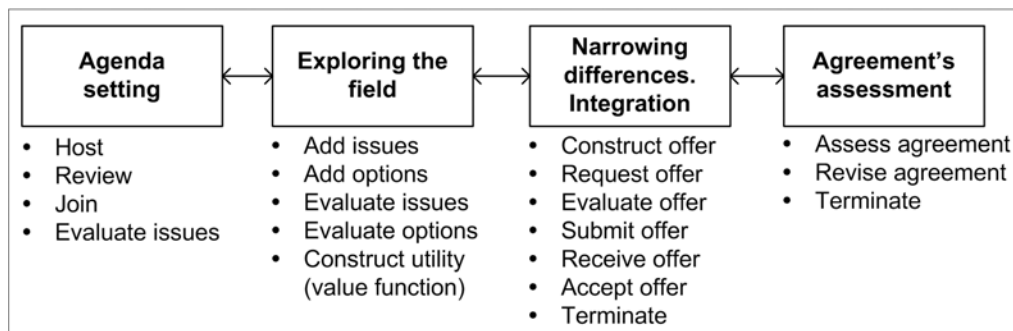 Agenda
setting
• Host
• Review
• Join
• Evaluate issues
Exploring the
field
• Add issues
• Add options
• Evaluate issues
• Evaluate options
• Construct utility
(value function)
Narrowing
differences.
Integration
• Construct offer
• Request offer
• Evaluate offer
• Submit offer
• Receive offer
• Accept offer
• Terminate
Agreement's
assessment
• Assess agreement
• Revise agreement
• Terminate